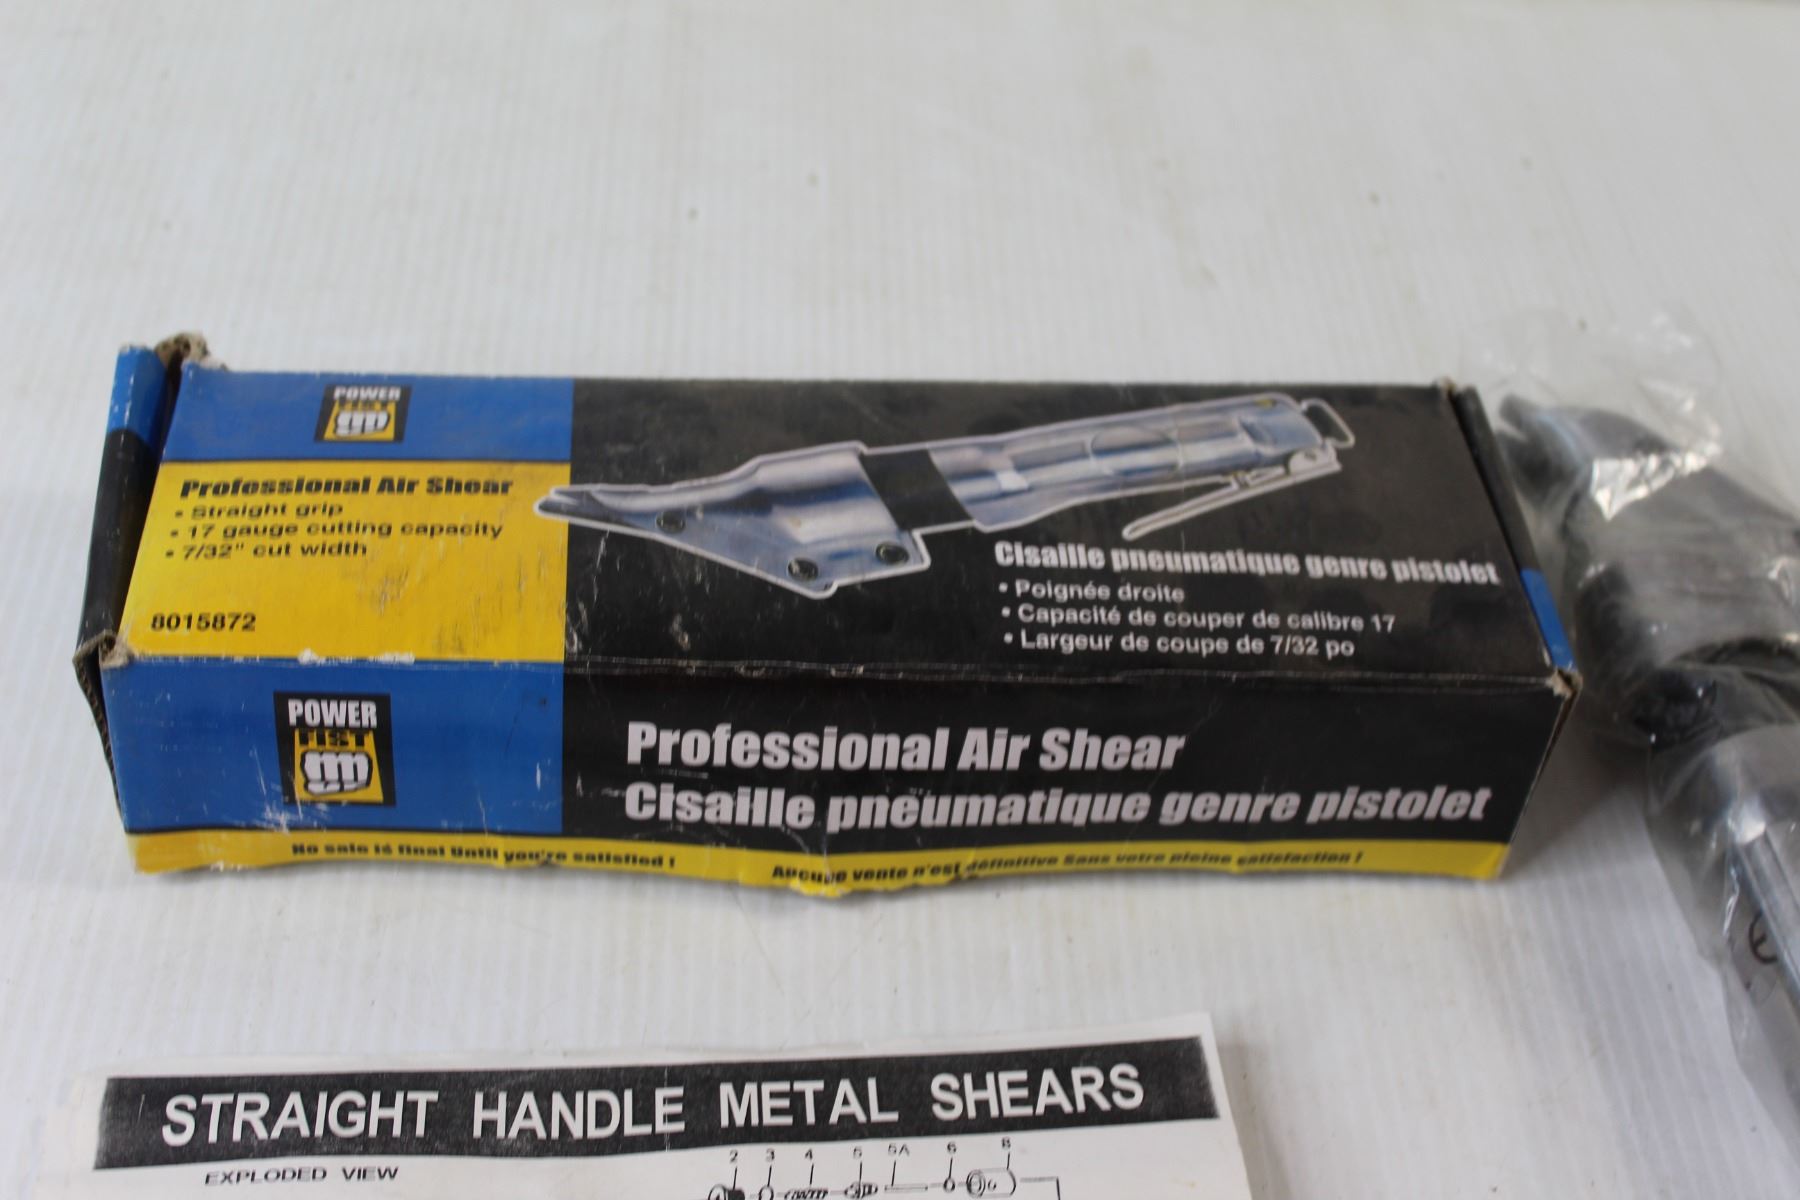 POWER
FIST
Professional Air Shear
• Straight grip
• 17 gauge cutting capacity
• 7/32" cut width
8015872
Cisaille pneumatique genre pistolet
• Poignée droite
• Capacité de couper de calibre 17
• Largeur de coupe de 7/32 po
POWER
FIST
Professional Air Shear
Cisaille pneumatique genre pistolet
No sale is final Until you're satisfied !
Aucune vente n'est définitive Sans votre pleine satisfaction !
STRAIGHT HANDLE METAL SHEARS
EXPLODED VIEW
2 3 4 5 5A 6 8